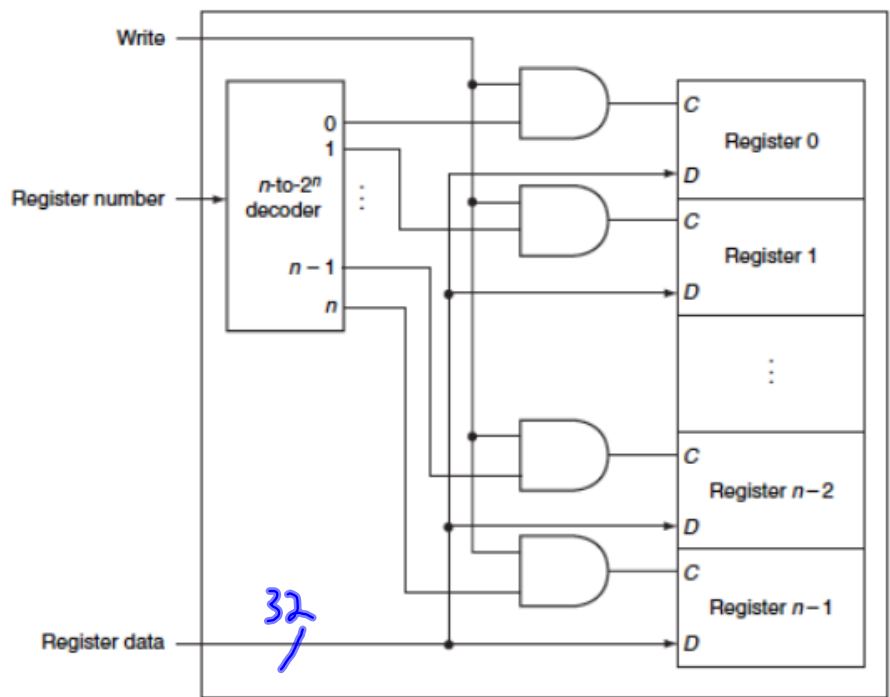 Write
0
1
n-to-2ⁿ
decoder
⋮
n – 1
n
Register number
C
Register 0
D
C
Register 1
D
⋮
C
Register n – 2
D
C
Register n – 1
D
32
Register data